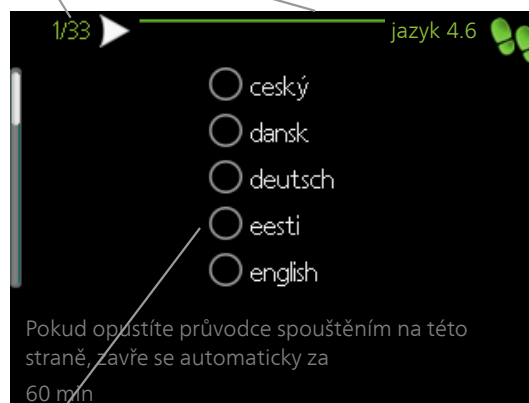 1/33
jazyk 4.6
ceský
dansk
deutsch
eesti
english
Pokud opustíte průvodce spouštěním na této
straně, zavře se automaticky za
60 min